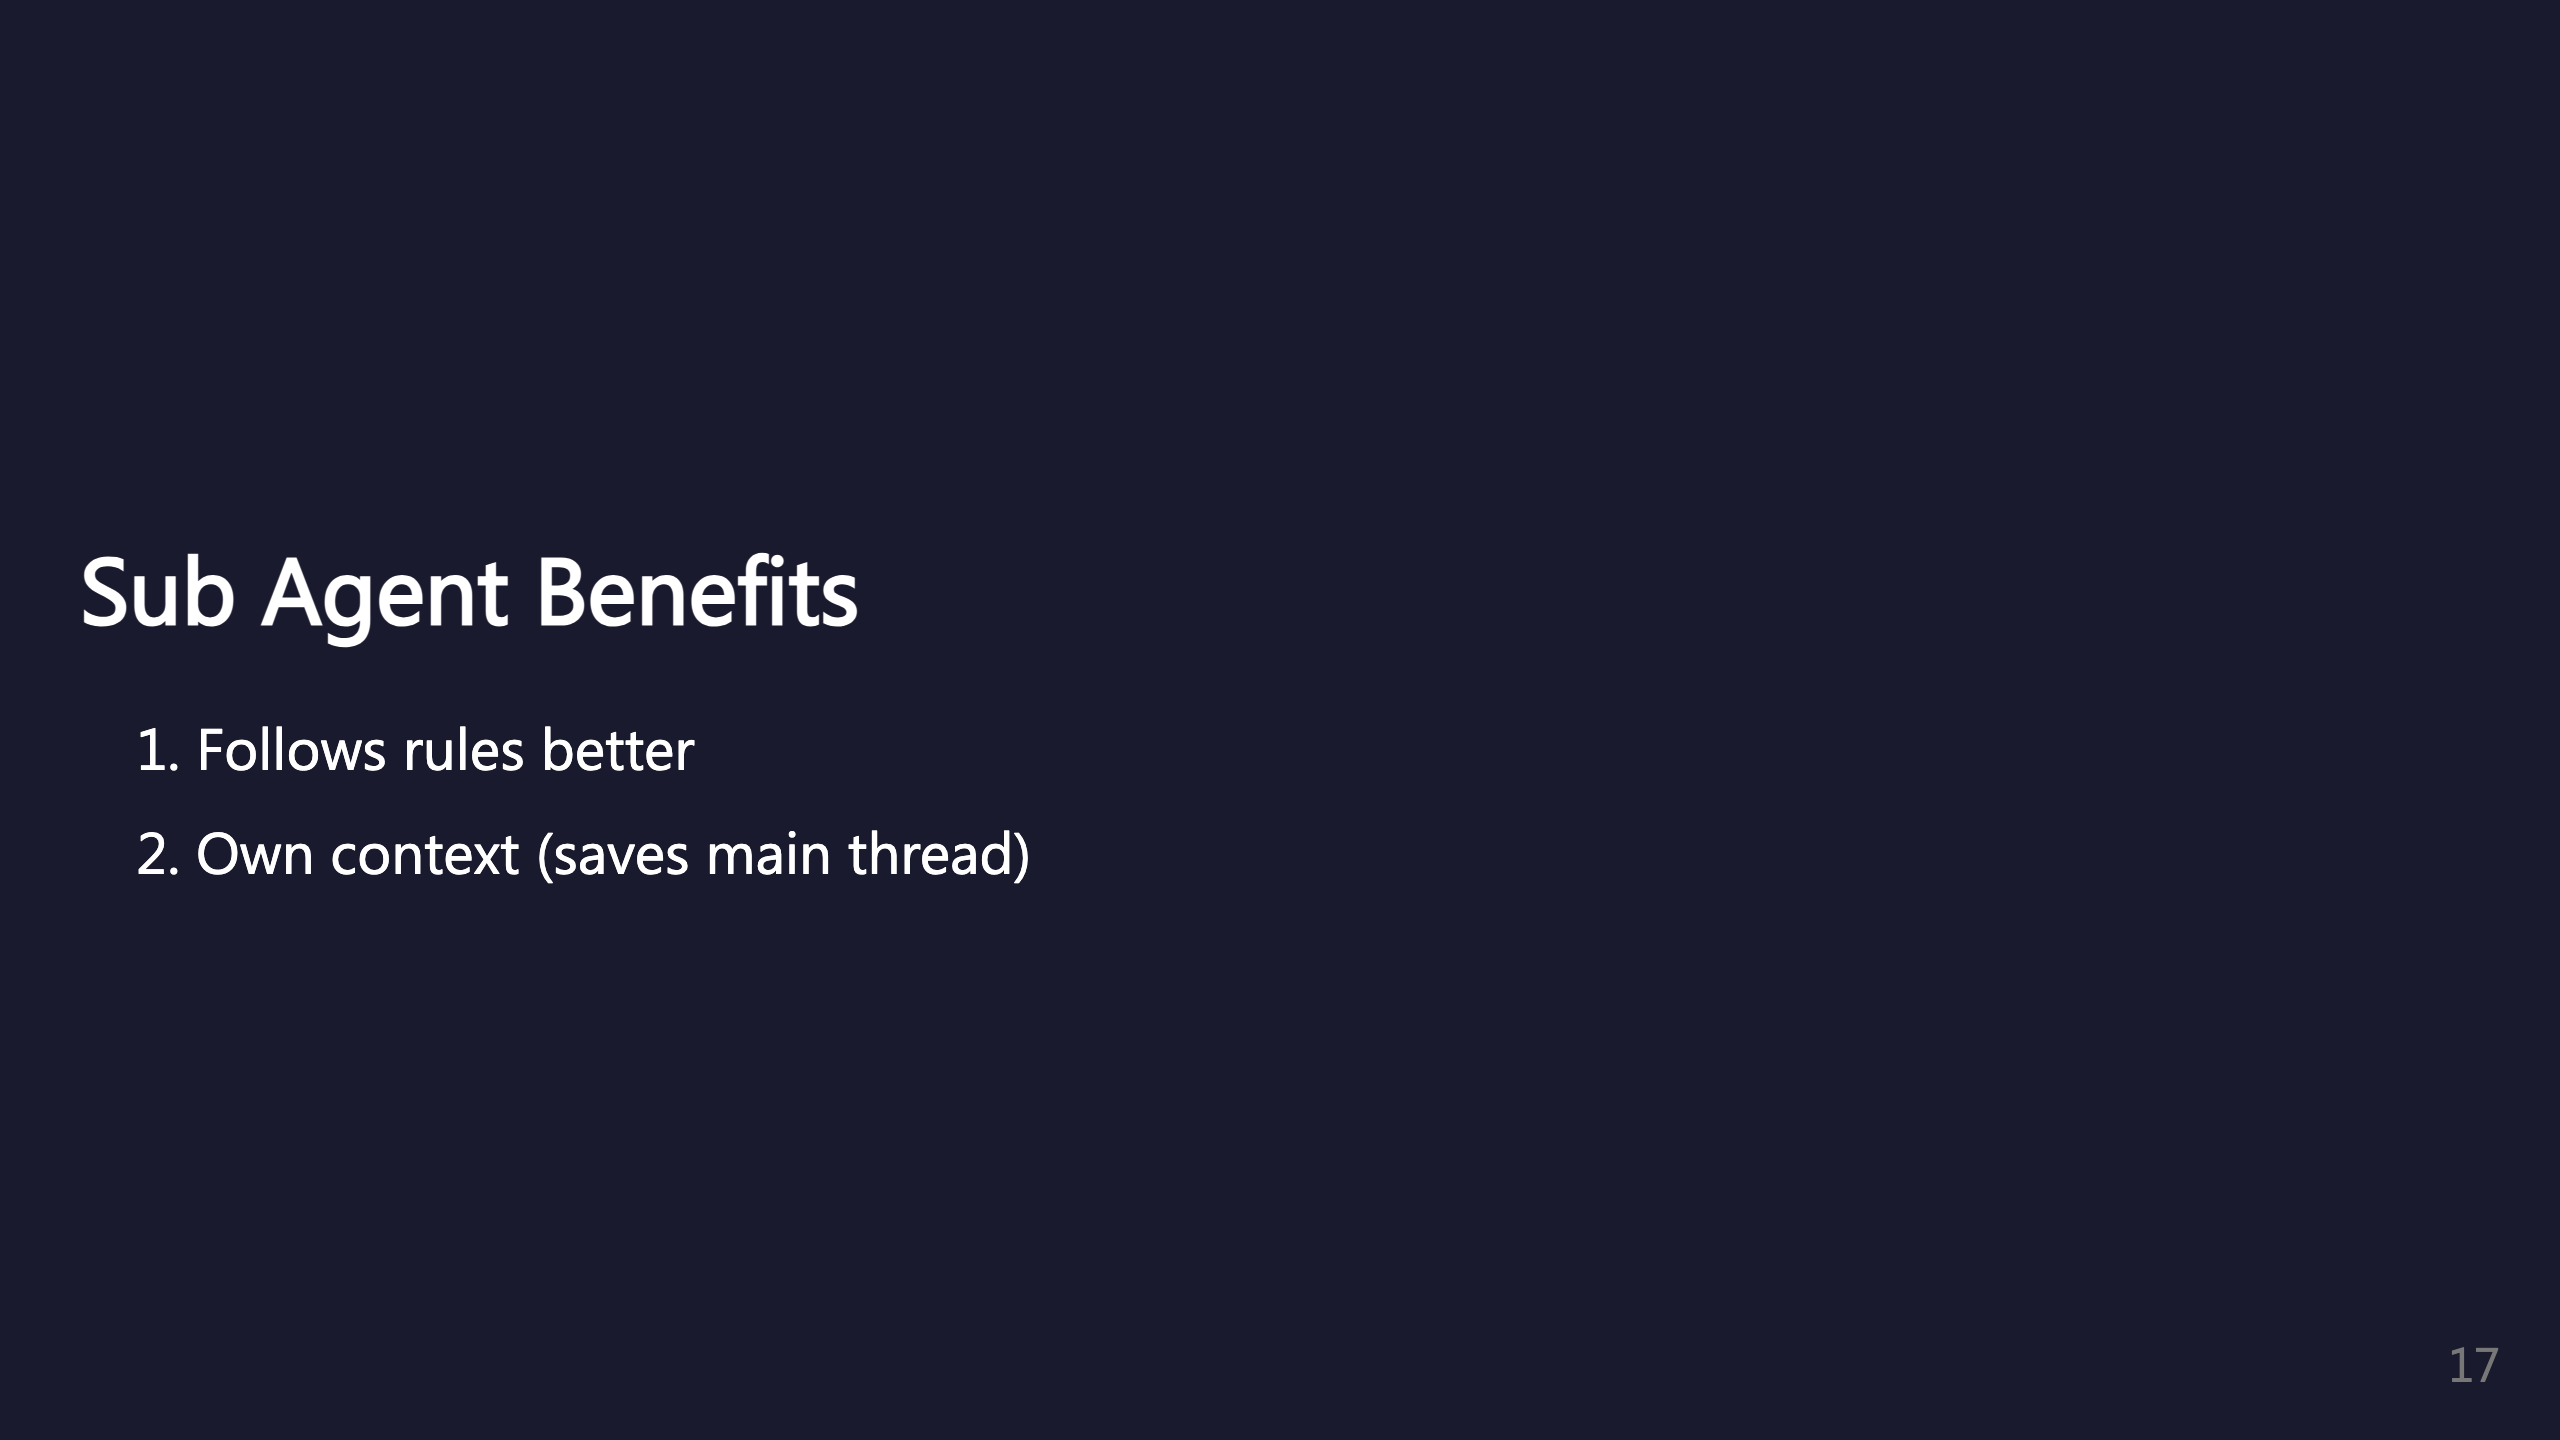 Sub Agent Benefits
1. Follows rules better
2. Own context (saves main thread)
17